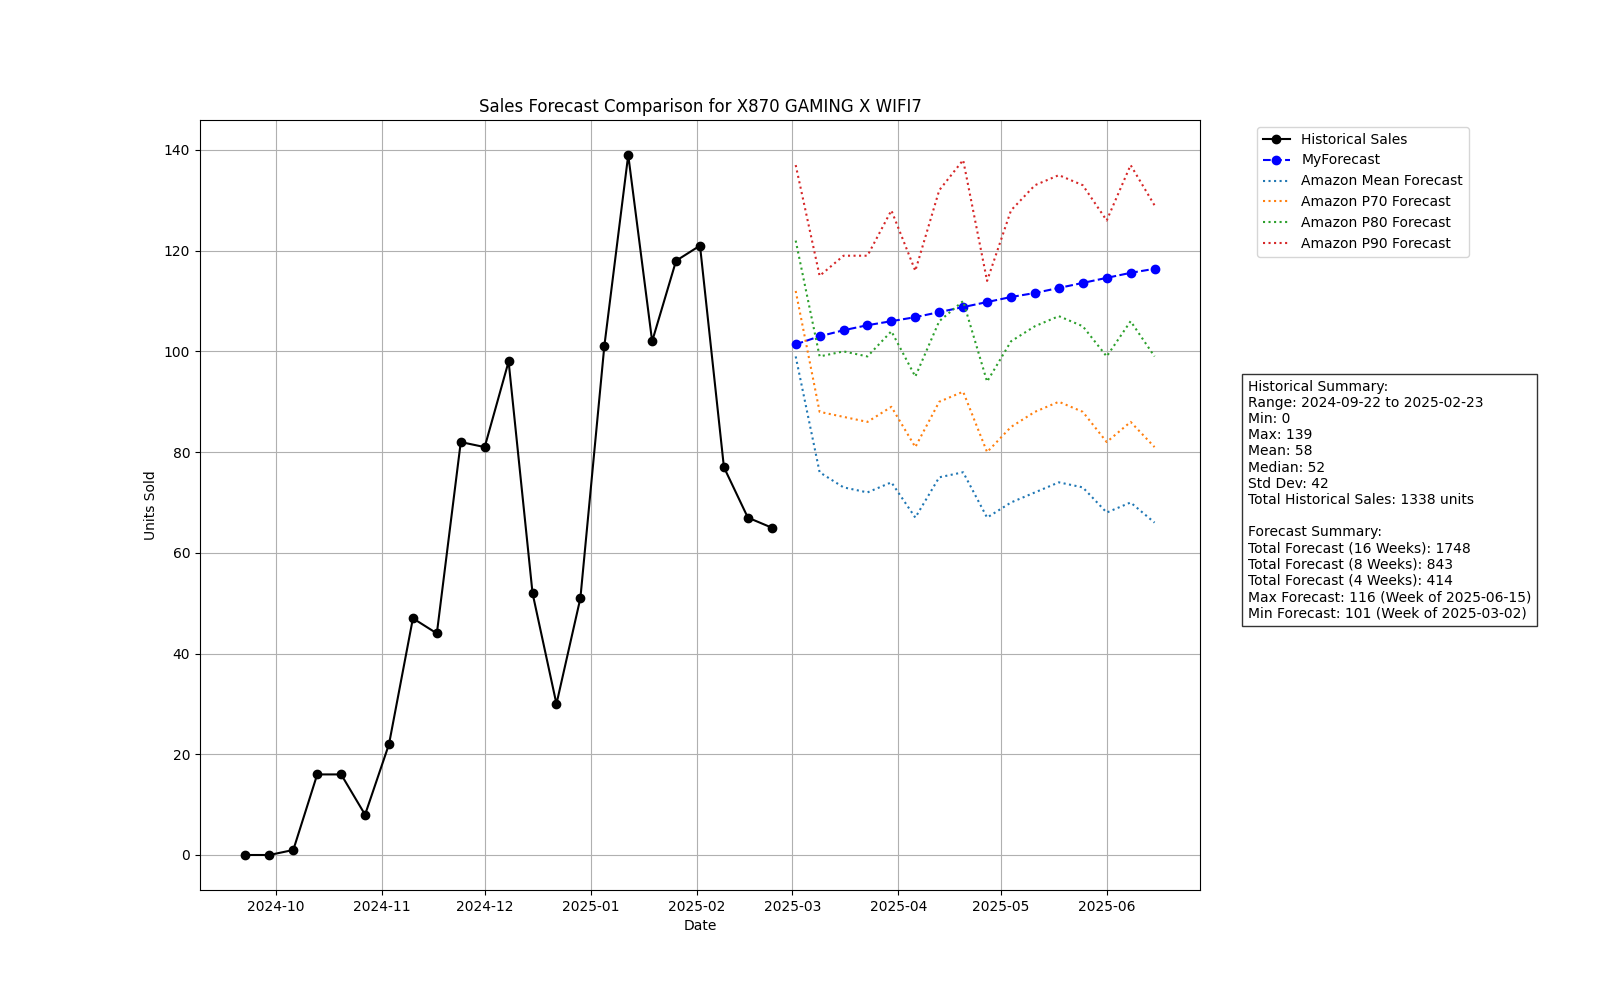 Sales Forecast Comparison for X870 GAMING X WIFI7
Units Sold
140
120
100
80
60
40
20
0
2024-10
2024-11
2024-12
2025-01
2025-02
2025-03
2025-04
2025-05
2025-06
Date
Historical Sales
MyForecast
Amazon Mean Forecast
Amazon P70 Forecast
Amazon P80 Forecast
Amazon P90 Forecast
Historical Summary:
Range: 2024-09-22 to 2025-02-23
Min: 0
Max: 139
Mean: 58
Median: 52
Std Dev: 42
Total Historical Sales: 1338 units
Forecast Summary:
Total Forecast (16 Weeks): 1748
Total Forecast (8 Weeks): 843
Total Forecast (4 Weeks): 414
Max Forecast: 116 (Week of 2025-06-15)
Min Forecast: 101 (Week of 2025-03-02)